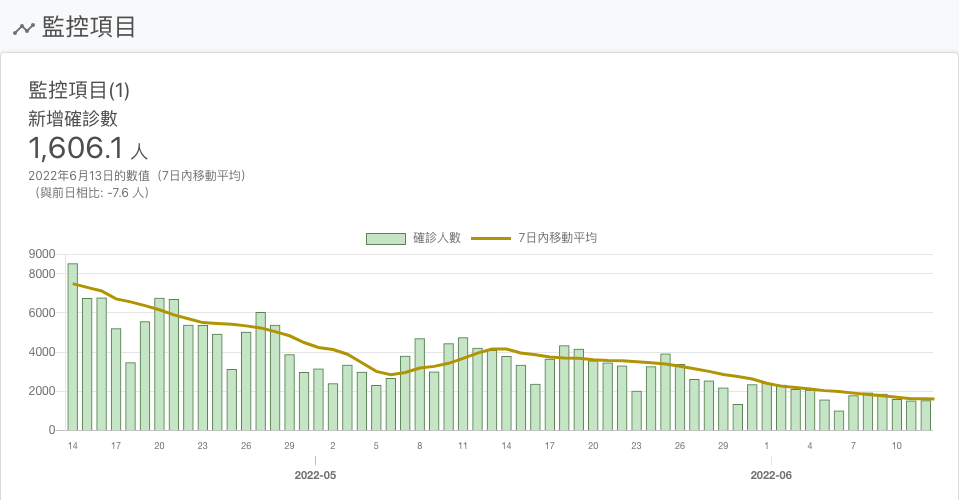 監控項目
監控項目(1)
新增確診數
1,606.1 人
2022年6月13日的數值（7日內移動平均）
（與前日相比: -7.6 人）
確診人數 7日內移動平均
9000
8000
6000
4000
2000
0
14 17 20 23 26 29 2 5 8 11 14 17 20 23 26 29 1 4 7 10
2022-05 2022-06